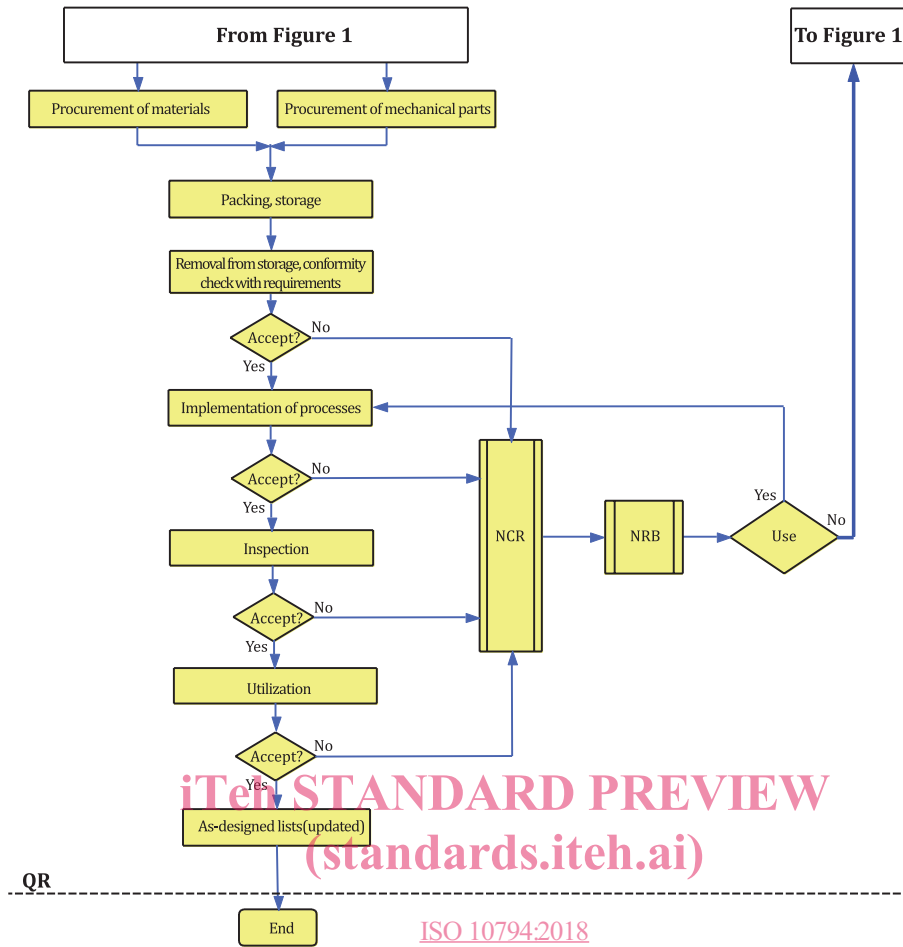 From Figure 1
To Figure 1
Procurement of materials
Procurement of mechanical parts
Packing, storage
Removal from storage, conformity
check with requirements
Accept?
No
Yes
Implementation of processes
Accept?
No
Yes
Inspection
Accept?
No
Yes
Utilization
Accept?
No
Yes
As-designed lists(updated)
NCR
NRB
Use
Yes
No
iTeh STANDARD PREVIEW
(standards.iteh.ai)
QR
End
ISO 10794:2018